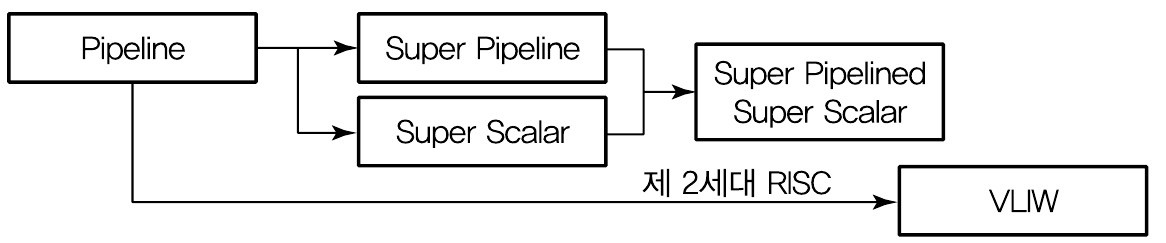 Pipeline
Super Pipeline
Super Scalar
Super Pipelined
Super Scalar
제 2세대 RISC
VLIW